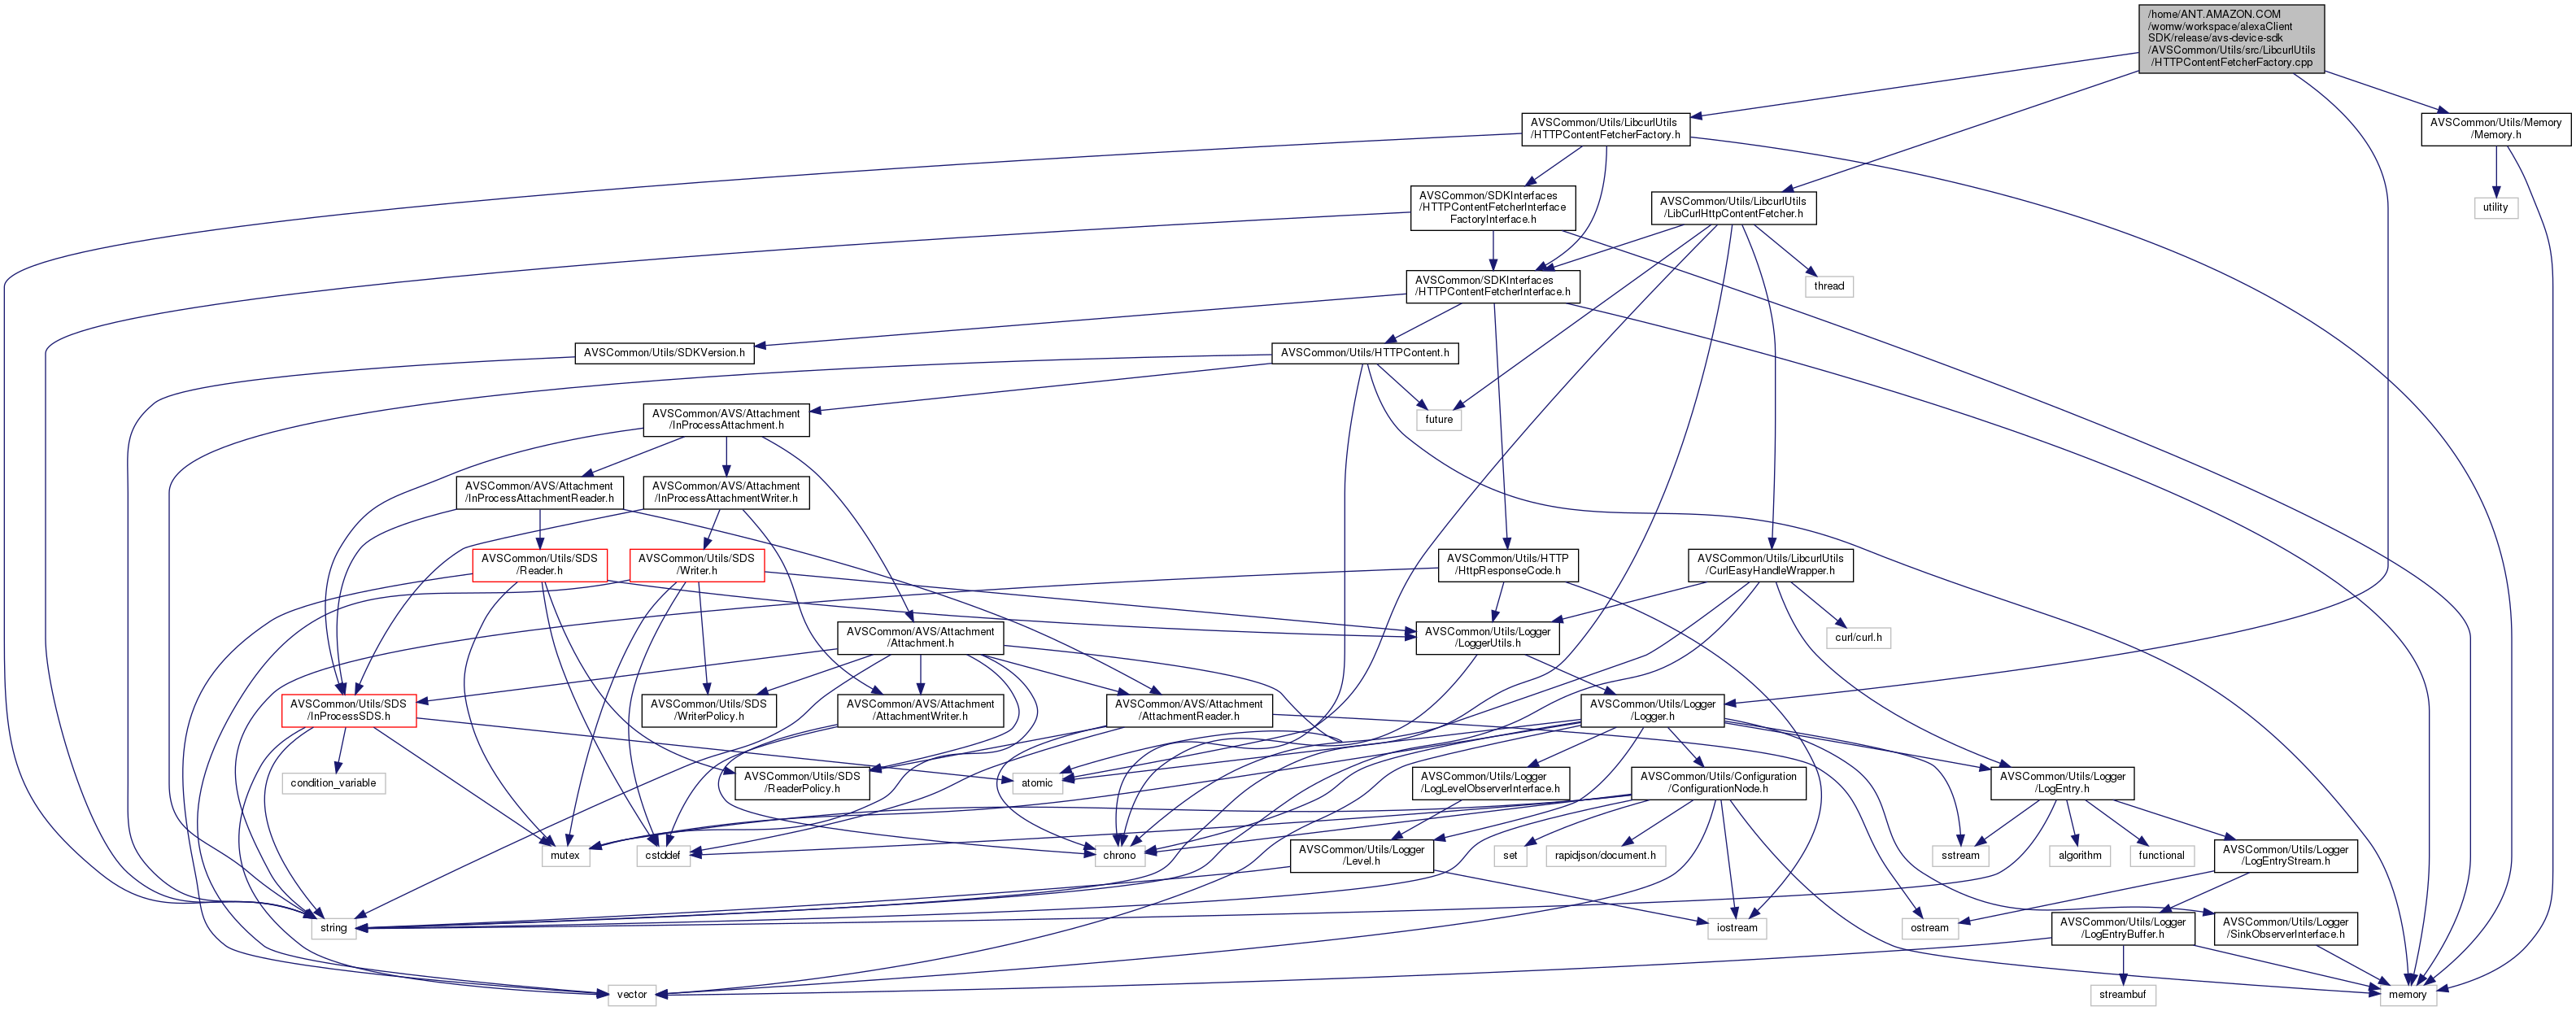 /home/ANT.AMAZON.COM
/womw/workspace/alexaClient
SDK/release/avs-device-sdk
/AVSCommon/Utils/src/LibcurlUtils
/HTTPContentFetcherFactory.cpp
AVSCommon/Utils/LibcurlUtils
/HTTPContentFetcherFactory.h
AVSCommon/Utils/Memory
/Memory.h
AVSCommon/SDKInterfaces
/HTTPContentFetcherInterface
FactoryInterface.h
AVSCommon/Utils/LibcurlUtils
/LibCurlHttpContentFetcher.h
utility
AVSCommon/SDKInterfaces
/HTTPContentFetcherInterface.h
thread
AVSCommon/Utils/SDKVersion.h
AVSCommon/Utils/HTTPContent.h
AVSCommon/AVS/Attachment
/InProcessAttachment.h
future
AVSCommon/AVS/Attachment
/InProcessAttachmentReader.h
AVSCommon/AVS/Attachment
/InProcessAttachmentWriter.h
AVSCommon/Utils/SDS
/Reader.h
AVSCommon/Utils/SDS
/Writer.h
AVSCommon/Utils/HTTP
/HttpResponseCode.h
AVSCommon/Utils/LibcurlUtils
/CurlEasyHandleWrapper.h
AVSCommon/AVS/Attachment
/Attachment.h
AVSCommon/Utils/Logger
/LoggerUtils.h
curl/curl.h
AVSCommon/Utils/SDS
/InProcessSDS.h
AVSCommon/Utils/SDS
/WriterPolicy.h
AVSCommon/AVS/Attachment
/AttachmentWriter.h
AVSCommon/AVS/Attachment
/AttachmentReader.h
AVSCommon/Utils/Logger
/Logger.h
condition_variable
AVSCommon/Utils/SDS
/ReaderPolicy.h
atomic
AVSCommon/Utils/Logger
/LogLevelObserverInterface.h
AVSCommon/Utils/Configuration
/ConfigurationNode.h
AVSCommon/Utils/Logger
/LogEntry.h
mutex
cstddef
chrono
AVSCommon/Utils/Logger
/Level.h
set
rapidjson/document.h
sstream
algorithm
functional
AVSCommon/Utils/Logger
/LogEntryStream.h
string
iostream
ostream
AVSCommon/Utils/Logger
/LogEntryBuffer.h
AVSCommon/Utils/Logger
/SinkObserverInterface.h
vector
streambuf
memory